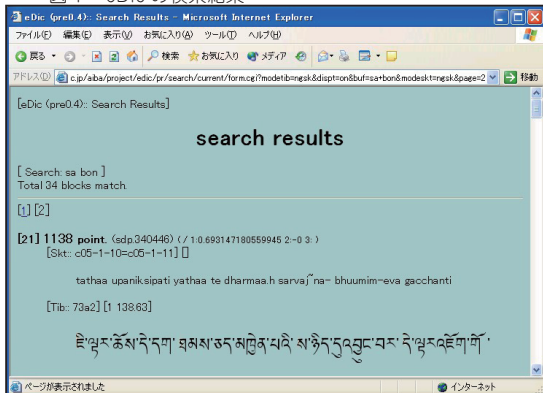 eDic (pre0.4):: Search Results - Microsoft Internet Explorer
ファイル(F) 編集(E) 表示(V) お気に入り(A) ツール(T) ヘルプ(H)
戻る 検索 お気に入り メディア
アドレス(D) c.jp/aiba/project/edic/pr/search/current/form.cgi?modetib=ngsk&dispt=on&buf=sa+bon&modeskt=ngsk&page=2 移動
[eDic (pre0.4):: Search Results]
search results
[ Search: sa bon ]
Total 34 blocks match.
[1] [2]
[21] 1138 point. (sdp.340446) ( / 1:0.693147180559945 2:-0 3: )
[Skt:: c05-1-10=c05-1-11] []
tathaa upaniksipati yathaa te dharmaa.h sarvaj~na- bhuumim-eva gacchanti
[Tib:: 73a2] [1 138.63]
ཇི་ལྟར་ཆོས་དེ་དག་ ཐམས་ཅད་མཁྱེན་པའི་ ས་ཉིད་དུ་འབྱུང་བར་ དེ་ལྟར་འཇོག་གོ །
ページが表示されました インターネット